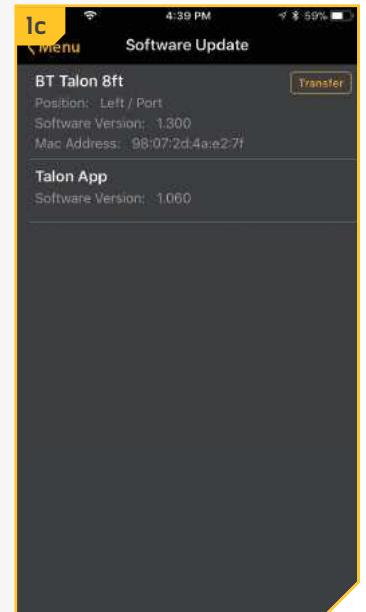 1c
4:39 PM
59%
Menu
Software Update
BT Talon 8ft
Transfer
Position: Left / Port
Software Version: 1.300
Mac Address: 98:07:2d:4a:e2:7f
Talon App
Software Version: 1.060